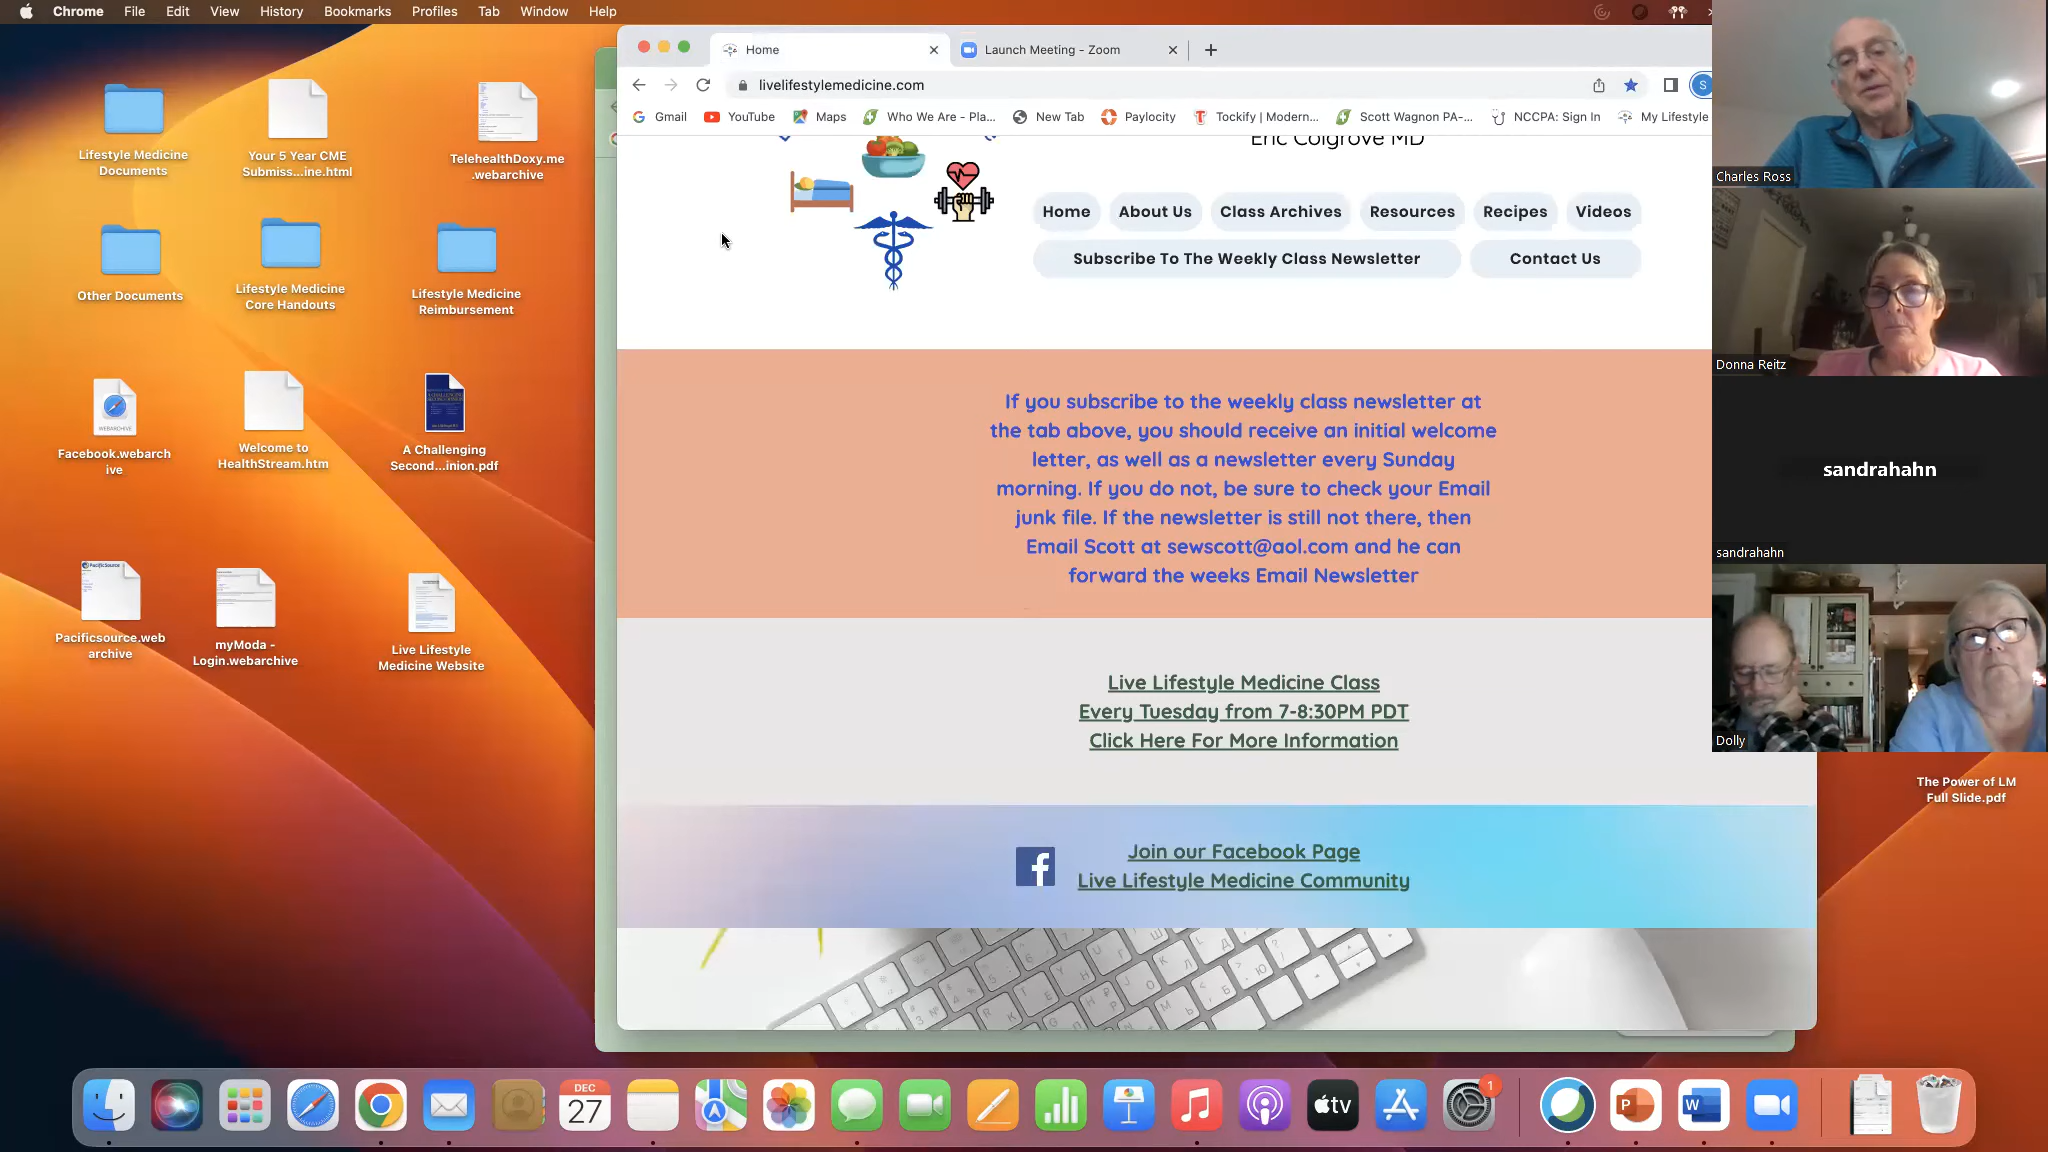 Chrome File Edit View History Bookmarks Profiles Tab Window Help
Home
Launch Meeting - Zoom
livelifestylemedicine.com
S
Gmail YouTube Maps Who We Are - Pla... New Tab Paylocity Tockify | Modern... Scott Wagnon PA-... NCCPA: Sign In My Lifestyle
Eric Colgrove MD
Home About Us Class Archives Resources Recipes Videos
Subscribe To The Weekly Class Newsletter Contact Us
If you subscribe to the weekly class newsletter at
the tab above, you should receive an initial welcome
letter, as well as a newsletter every Sunday
morning. If you do not, be sure to check your Email
junk file. If the newsletter is still not there, then
Email Scott at sewscott@aol.com and he can
forward the weeks Email Newsletter
Live Lifestyle Medicine Class
Every Tuesday from 7-8:30PM PDT
Click Here For More Information
Join our Facebook Page
Live Lifestyle Medicine Community
Lifestyle Medicine
Documents
Your 5 Year CME
Submiss...ine.html
TelehealthDoxy.me
.webarchive
Other Documents
Lifestyle Medicine
Core Handouts
Lifestyle Medicine
Reimbursement
WEBARCHIVE
Facebook.webarch
ive
Welcome to
HealthStream.htm
A Challenging
Second...inion.pdf
PacificSource
Pacificsource.web
archive
myModa -
Login.webarchive
Live Lifestyle
Medicine Website
Charles Ross
Donna Reitz
sandrahahn
sandrahahn
Dolly
The Power of LM
Full Slide.pdf
DEC
27
tv
1
P
W